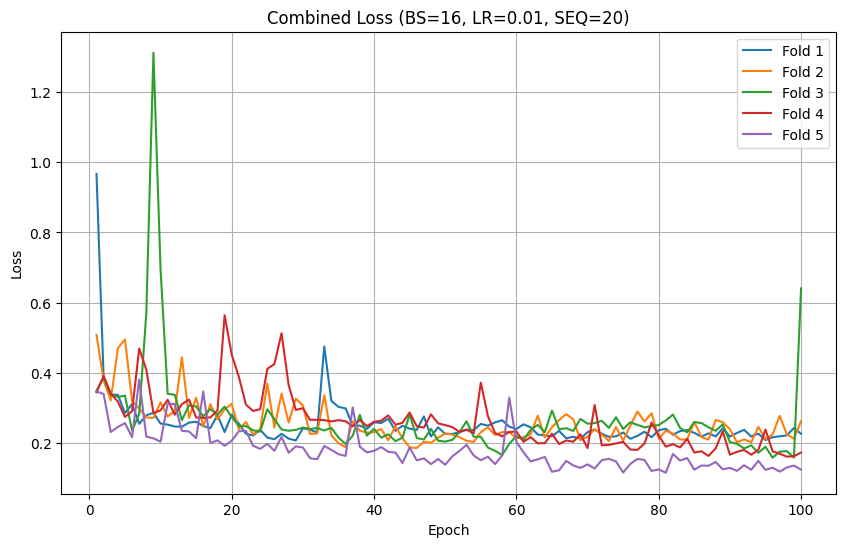 Combined Loss (BS=16, LR=0.01, SEQ=20)
Fold 1
Fold 2
Fold 3
Fold 4
Fold 5
Loss
1.2
1.0
0.8
0.6
0.4
0.2
0 20 40 60 80 100
Epoch